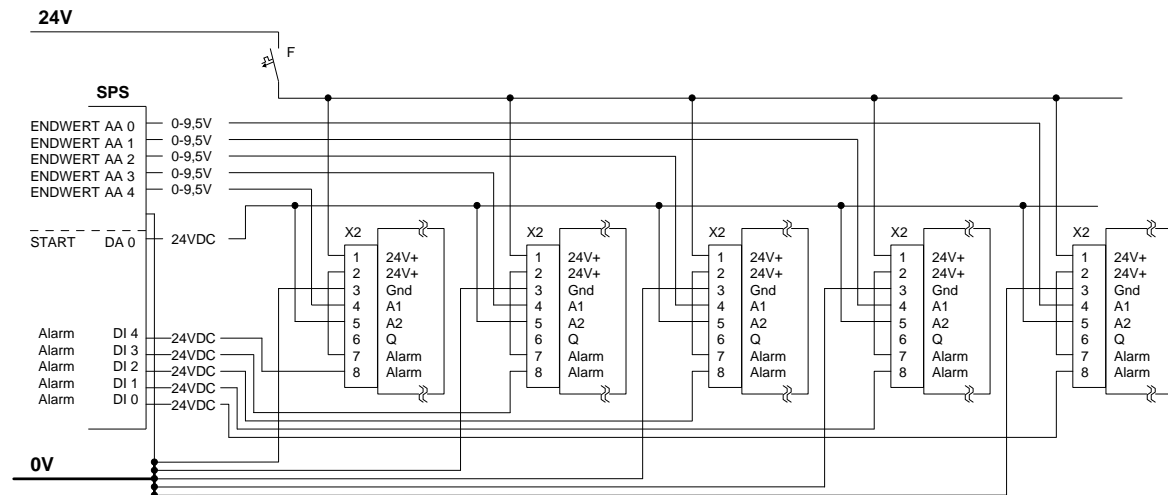 24V
F
SPS
ENDWERT AA 0 0-9,5V
ENDWERT AA 1 0-9,5V
ENDWERT AA 2 0-9,5V
ENDWERT AA 3 0-9,5V
ENDWERT AA 4 0-9,5V
START DA 0 24VDC
X2 X2 X2 X2 X2
1 24V+ 1 24V+ 1 24V+ 1 24V+ 1 24V+
2 24V+ 2 24V+ 2 24V+ 2 24V+ 2 24V+
3 Gnd 3 Gnd 3 Gnd 3 Gnd 3 Gnd
4 A1 4 A1 4 A1 4 A1 4 A1
5 A2 5 A2 5 A2 5 A2 5 A2
6 Q 6 Q 6 Q 6 Q 6 Q
7 Alarm 7 Alarm 7 Alarm 7 Alarm 7 Alarm
8 Alarm 8 Alarm 8 Alarm 8 Alarm 8 Alarm
Alarm DI 4 24VDC
Alarm DI 3 24VDC
Alarm DI 2 24VDC
Alarm DI 1 24VDC
Alarm DI 0 24VDC
0V